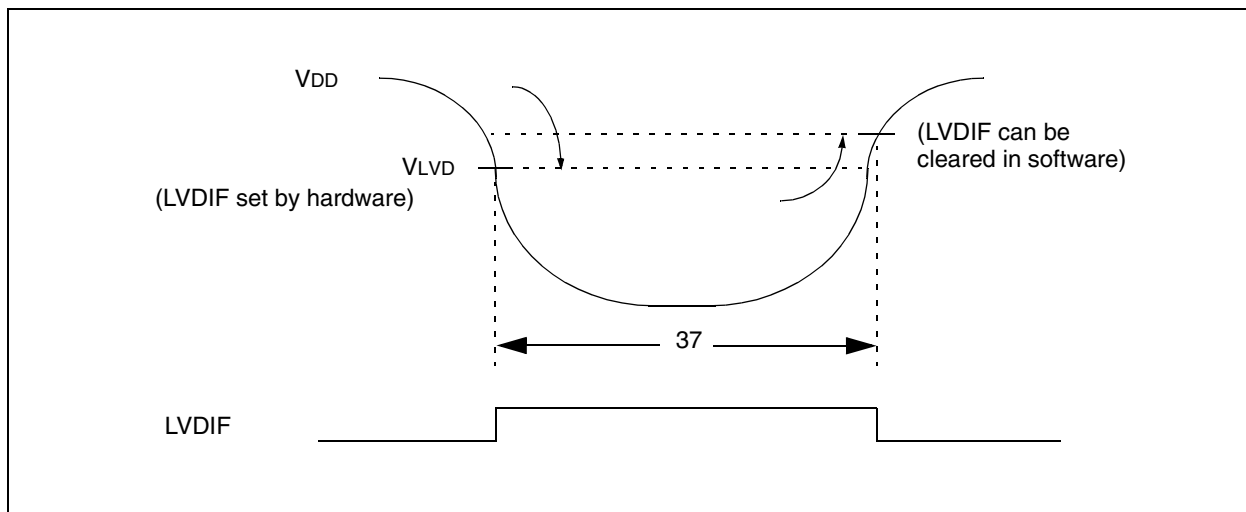 VDD
(LVDIF can be
cleared in software)
VLVD
(LVDIF set by hardware)
37
LVDIF